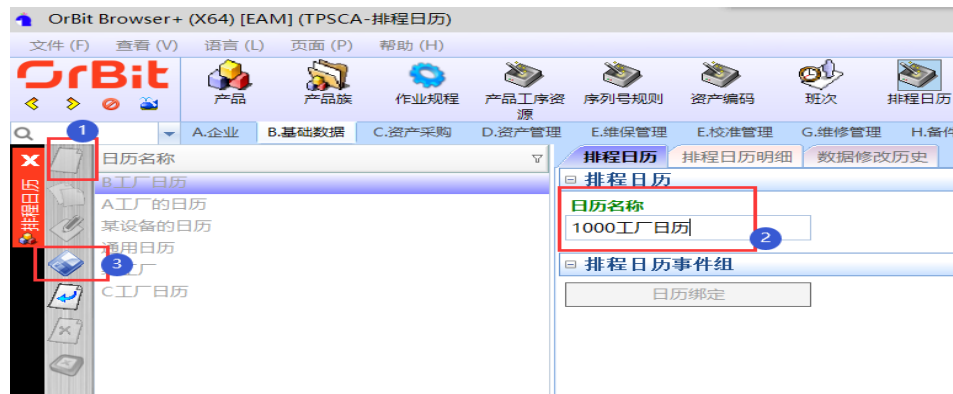 OrBit Browser+ (X64) [EAM] (TPSCA-排程日历)
文件 (F) 查看 (V) 语言 (L) 页面 (P) 帮助 (H)
OrBit
产品 产品族 作业规程 产品工序资源 序列号规则 资产编码 班次 排程日历
A.企业 B.基础数据 C.资产采购 D.资产管理 E.维保管理 E.校准管理 G.维修管理 H.备件
1
排程日历
日历名称
B工厂日历
A工厂的日历
某设备的日历
通用日历
工厂
C工厂日历
3
排程日历 排程日历明细 数据修改历史
排程日历
日历名称
1000工厂日历
2
排程日历事件组
日历绑定